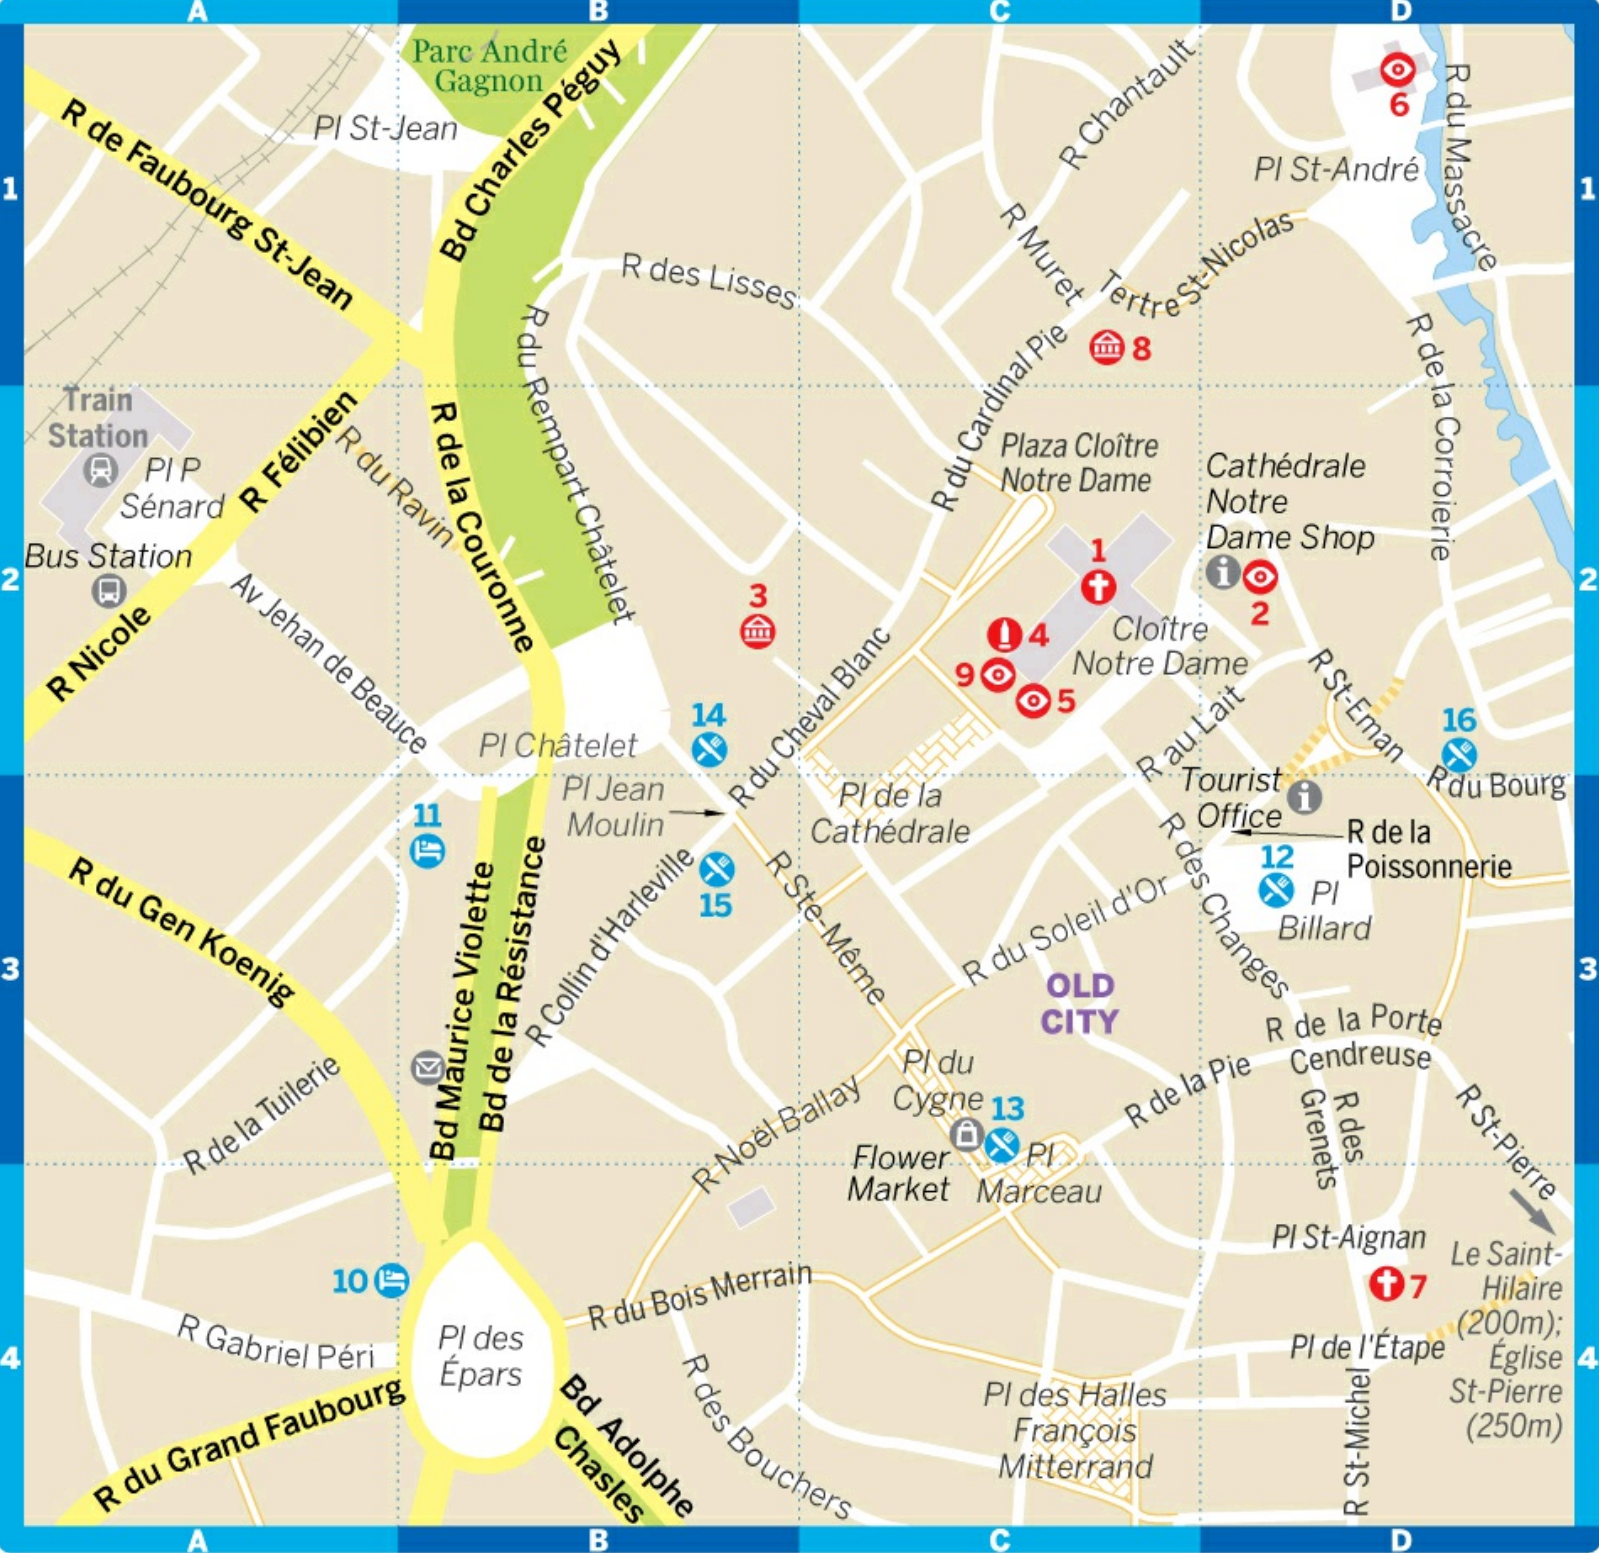 A
B
C
D
Parc André
Gagnon
Pl St-Jean
R de Faubourg St-Jean
Bd Charles Péguy
R Chantault
6
R du Massacre
Pl St-André
1
1
R Muret
Tertre St-Nicolas
R des Lisses
R du Cardinal Pie
8
R du Rempart Châtelet
R de la Corroierie
Train
Station
Pl P
Sénard
R Félibien
R du Ravin
R de la Couronne
Plaza Cloître
Notre Dame
Cathédrale
Notre
Dame Shop
Bus Station
1
2
2
2
3
R Nicole
Av Jehan de Beauce
4
9
5
Cloître
Notre Dame
R du Cheval Blanc
R St-Eman
R au Lait
14
16
Pl Châtelet
R du Bourg
Pl Jean
Moulin
Pl de la
Cathédrale
Tourist
Office
R de la
Poissonnerie
11
15
12
Pl
Billard
R du Gen Koenig
Bd Maurice Violette
Bd de la Résistance
R Collin d'Harleville
R Ste-Même
R du Soleil d'Or
R des Changes
3
3
OLD
CITY
R de la Porte
Cendreuse
R de la Tuilerie
Pl du
Cygne
13
R Noël Ballay
R de la Pie
R des
Grenets
R St-Pierre
Flower
Market
Pl
Marceau
Pl St-Aignan
7
Le Saint-
Hilaire
(200m);
Église
St-Pierre
(250m)
10
R du Bois Merrain
R Gabriel Péri
Pl des
Épars
Pl de l'Étape
4
4
R du Grand Faubourg
Bd Adolphe
Chasles
R des Bouchers
Pl des Halles
François
Mitterrand
R St-Michel
A
B
C
D